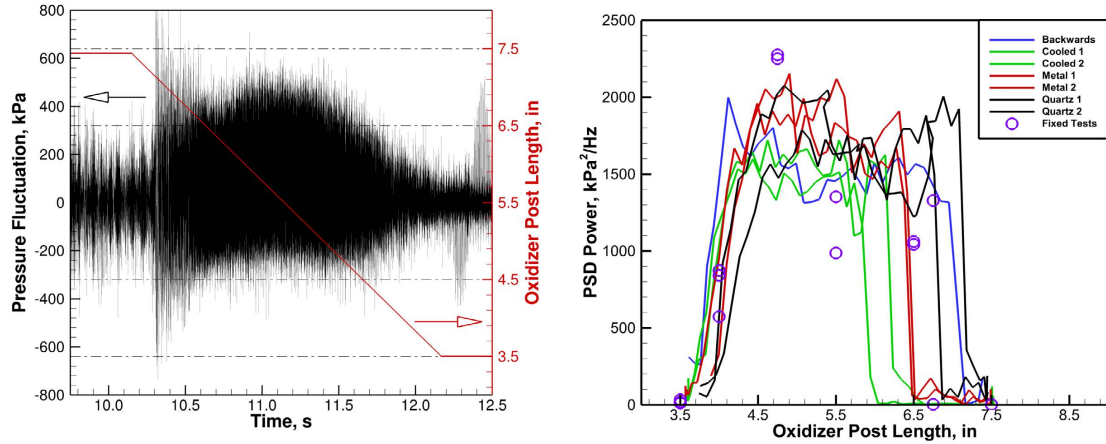 800
600
400
200
0
-200
-400
-600
-800
Pressure Fluctuation, kPa
10.0
10.5
11.0
11.5
12.0
12.5
Time, s
7.5
6.5
5.5
4.5
3.5
Oxidizer Post Length, in
2500
2000
1500
1000
500
0
PSD Power, kPa²/Hz
3.5
4.5
5.5
6.5
7.5
8.5
Oxidizer Post Length, in
Backwards
Cooled 1
Cooled 2
Metal 1
Metal 2
Quartz 1
Quartz 2
Fixed Tests